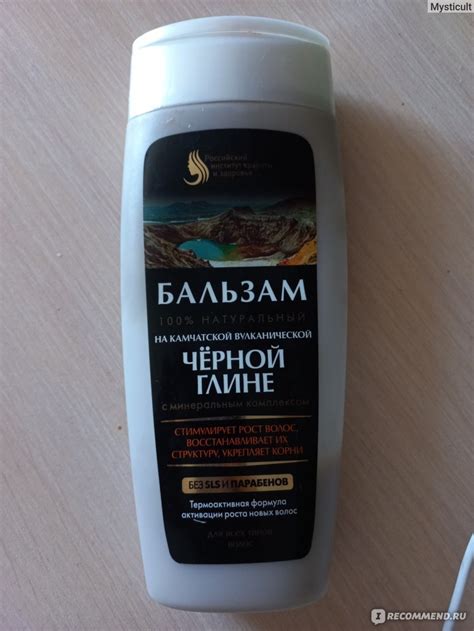 Mysticult
Российский
институт красоты
и здоровья
БАЛЬЗАМ
100% НАТУРАЛЬНЫЙ
НА КАМЧАТСКОЙ ВУЛКАНИЧЕСКОЙ
ЧЁРНОЙ
ГЛИНЕ
С МИНЕРАЛЬНЫМ КОМПЛЕКСОМ
СТИМУЛИРУЕТ РОСТ ВОЛОС,
ВОССТАНАВЛИВАЕТ ИХ
СТРУКТУРУ, УКРЕПЛЯЕТ КОРНИ
БЕЗ SLS И ПАРАБЕНОВ
Термоактивная формула
активации роста новых волос
для всех типов
волос
I RECOMMEND.RU